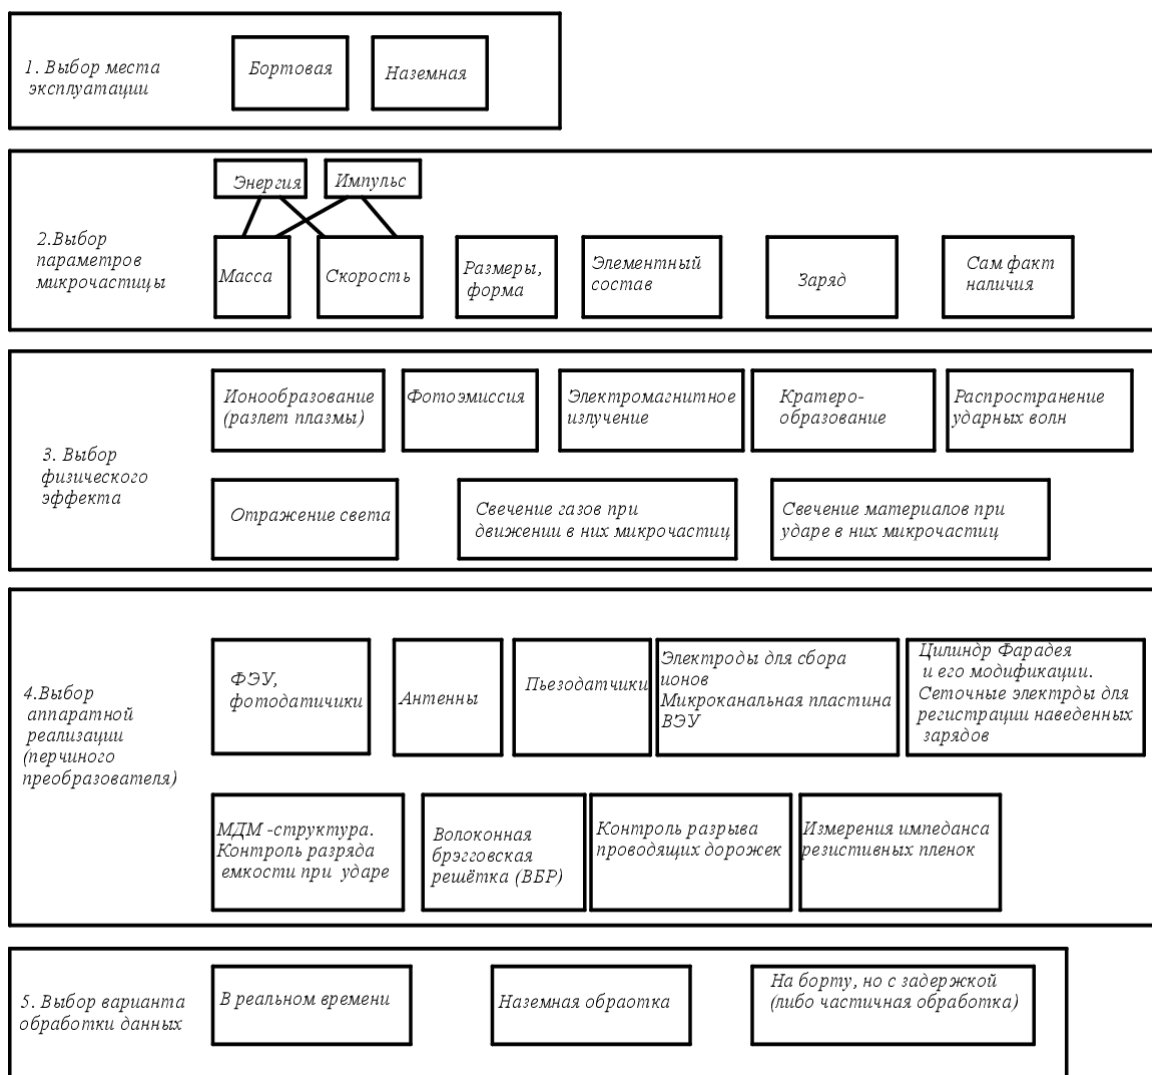 1. Выбор места
эксплуатации
Бортовая
Наземная
2.Выбор
параметров
микрочастицы
Энергия
Импульс
Масса
Скорость
Размеры,
форма
Элементный
состав
Заряд
Сам факт
наличия
3. Выбор
физического
эффекта
Ионообразование
(разлет плазмы)
Фотоэмиссия
Электромагнитное
излучение
Кратеро-
образование
Распространение
ударных волн
Отражение света
Свечение газов при
движении в них микрочастиц
Свечение материалов при
ударе в них микрочастиц
4.Выбор
аппаратной
реализации
(перчиного
преобразователя)
ФЭУ,
фотодатичики
Антенны
Пьезодатчики
Электроды для сбора
ионов
Микроканальная пластина
ВЭУ
Цилиндр Фарадея
и его модификации.
Сеточные электрды для
регистрации наведенных
зарядов
МДМ -структура.
Контроль разряда
емкости при ударе
Волоконная
брэгговская
решётка (ВБР)
Контроль разрыва
проводящих дорожек
Измерения импеданса
резистивных пленок
5. Выбор варианта
обработки данных
В реальном времени
Наземная обраотка
На борту, но с задержкой
(либо частичная обработка)